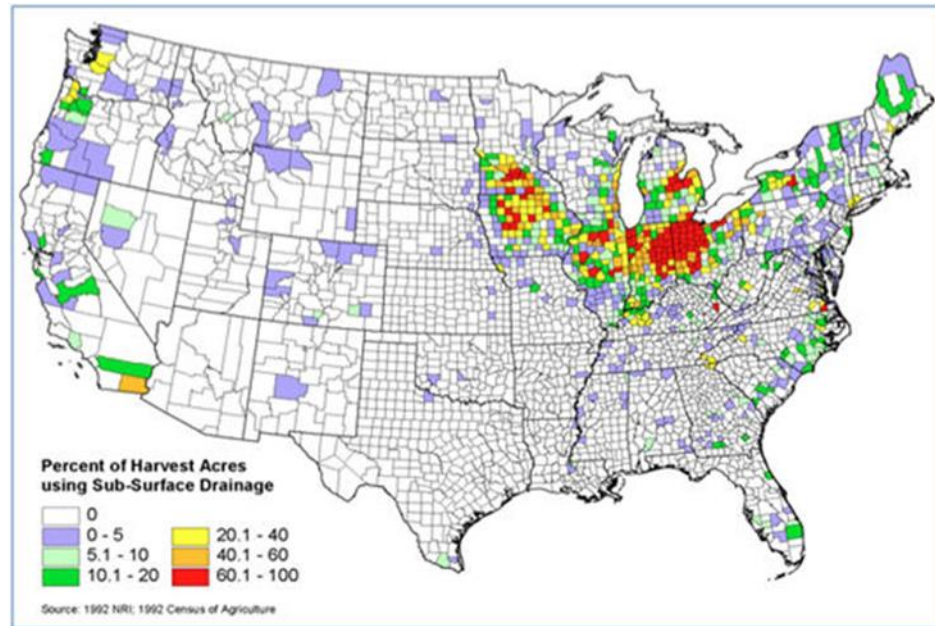 Percent of Harvest Acres
using Sub-Surface Drainage
0
0 - 5
5.1 - 10
10.1 - 20
20.1 - 40
40.1 - 60
60.1 - 100
Source: 1992 NRI; 1992 Census of Agriculture